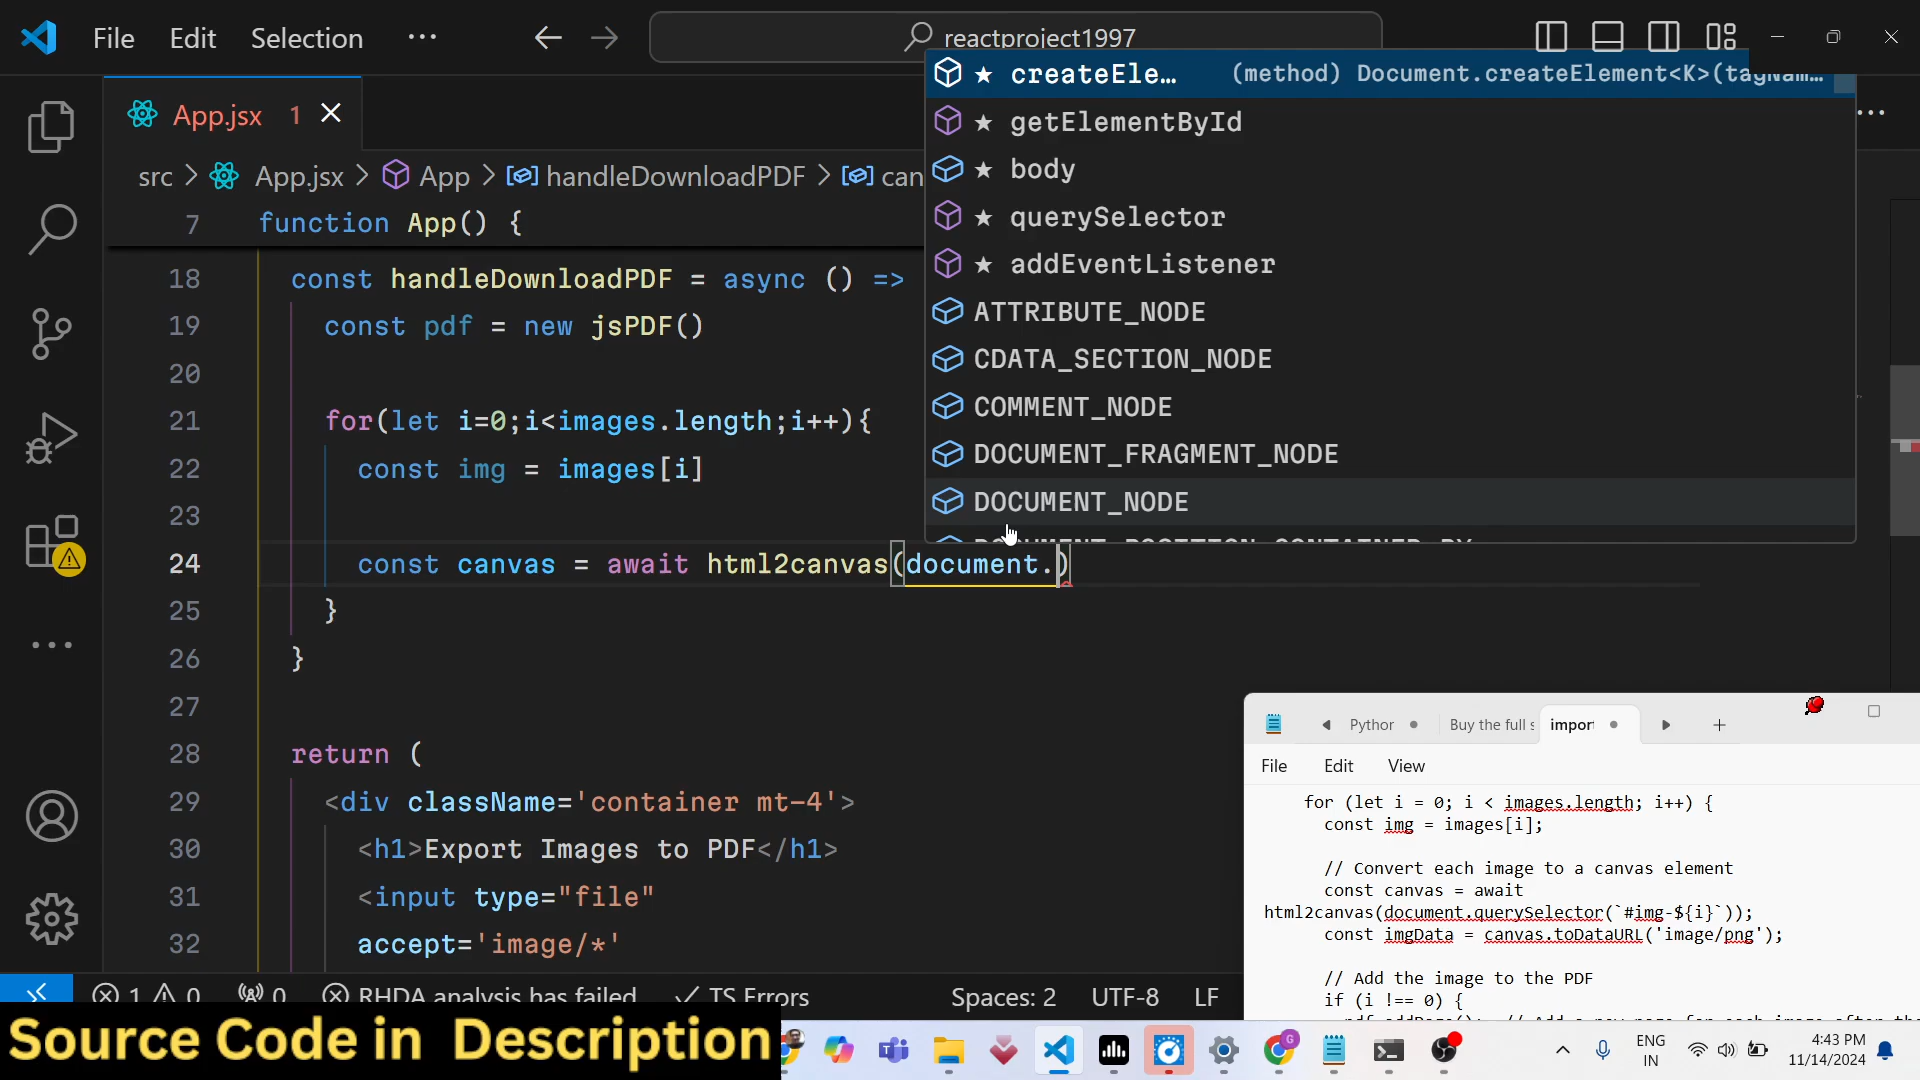 File Edit Selection ··· reactproject1997
App.jsx 1
src > App.jsx > App > handleDownloadPDF > can
7 function App() {
18 const handleDownloadPDF = async () =>
19 const pdf = new jsPDF()
20
21 for(let i=0;i<images.length;i++){
22 const img = images[i]
23
24 const canvas = await html2canvas(document.)
25 }
26 }
27
28 return (
29 <div className='container mt-4'>
30 <h1>Export Images to PDF</h1>
31 <input type="file"
32 accept='image/*'
★ createEle… (method) Document.createElement<K>(tagNam…
★ getElementById
★ body
★ querySelector
★ addEventListener
ATTRIBUTE_NODE
CDATA_SECTION_NODE
COMMENT_NODE
DOCUMENT_FRAGMENT_NODE
DOCUMENT_NODE
Pythor Buy the full s impor
File Edit View
for (let i = 0; i < images.length; i++) {
const img = images[i];
// Convert each image to a canvas element
const canvas = await
html2canvas(document.querySelector(`#img-${i}`));
const imgData = canvas.toDataURL('image/png');
// Add the image to the PDF
if (i !== 0) {
1 0 0 RHDA analysis has failed TS Errors Spaces: 2 UTF-8 LF
Source Code in Description
ENG
IN
4:43 PM
11/14/2024